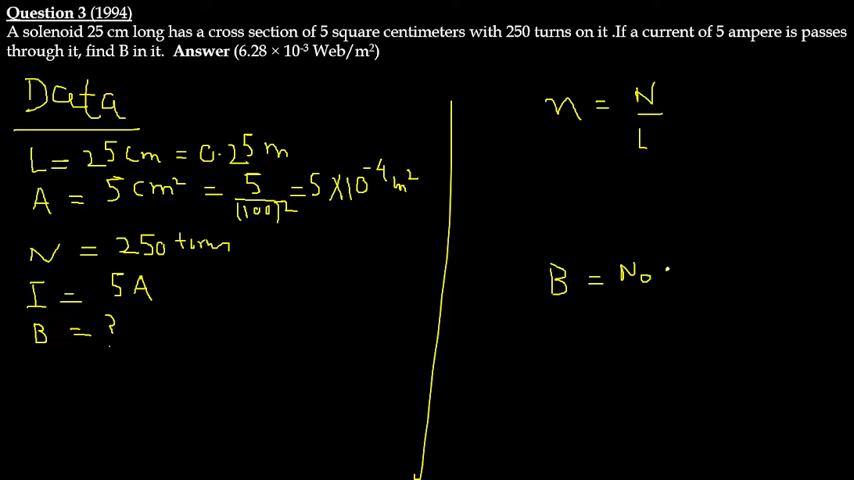 Question 3 (1994)
A solenoid 25 cm long has a cross section of 5 square centimeters with 250 turns on it .If a current of 5 ampere is passes
through it, find B in it. Answer (6.28 × 10⁻³ Web/m²)
Data
L = 25 cm = 0.25 m
A = 5 cm² = 5/(100)² = 5 X 10⁻⁴ m²
N = 250 turns
I = 5 A
B = ?
n = N/L
B = N₀